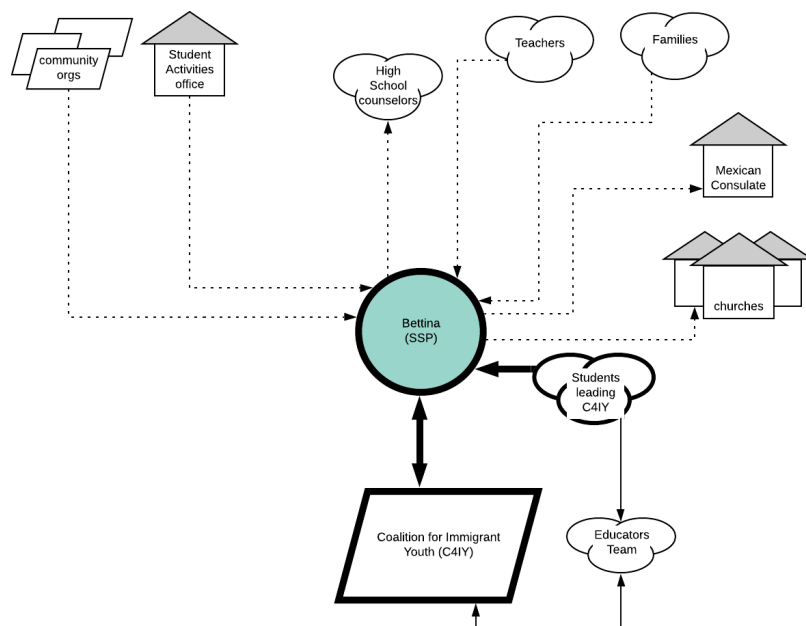 community
orgs
Student
Activities
office
High
School
counselors
Teachers
Families
Mexican
Consulate
churches
Bettina
(SSP)
Students
leading
C4IY
Coalition for Immigrant
Youth (C4IY)
Educators
Team